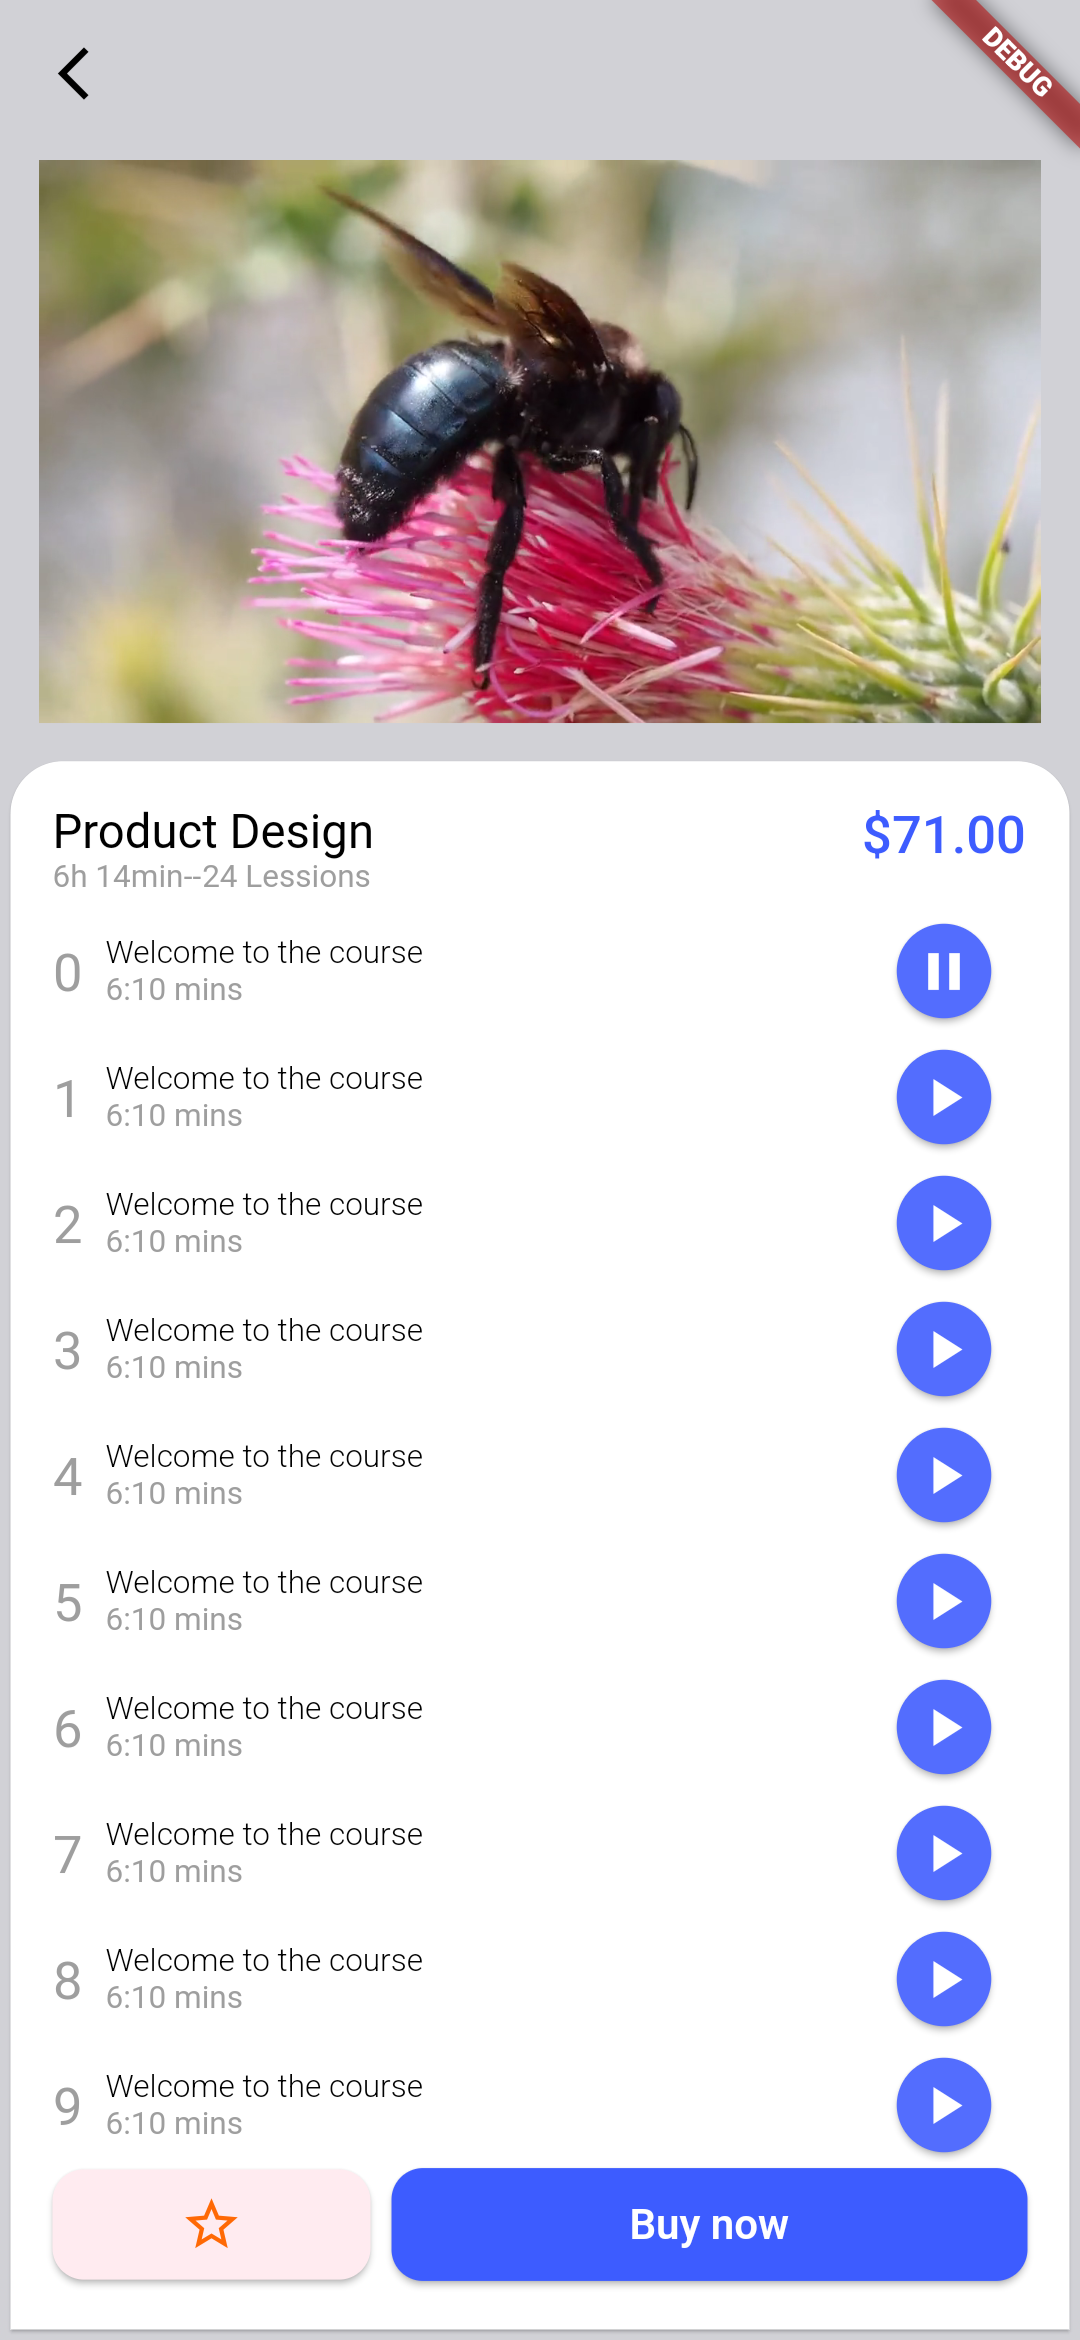 DEBUG
Product Design
$71.00
6h 14min--24 Lessions
0
Welcome to the course
6:10 mins
1
Welcome to the course
6:10 mins
2
Welcome to the course
6:10 mins
3
Welcome to the course
6:10 mins
4
Welcome to the course
6:10 mins
5
Welcome to the course
6:10 mins
6
Welcome to the course
6:10 mins
7
Welcome to the course
6:10 mins
8
Welcome to the course
6:10 mins
9
Welcome to the course
6:10 mins
Buy now